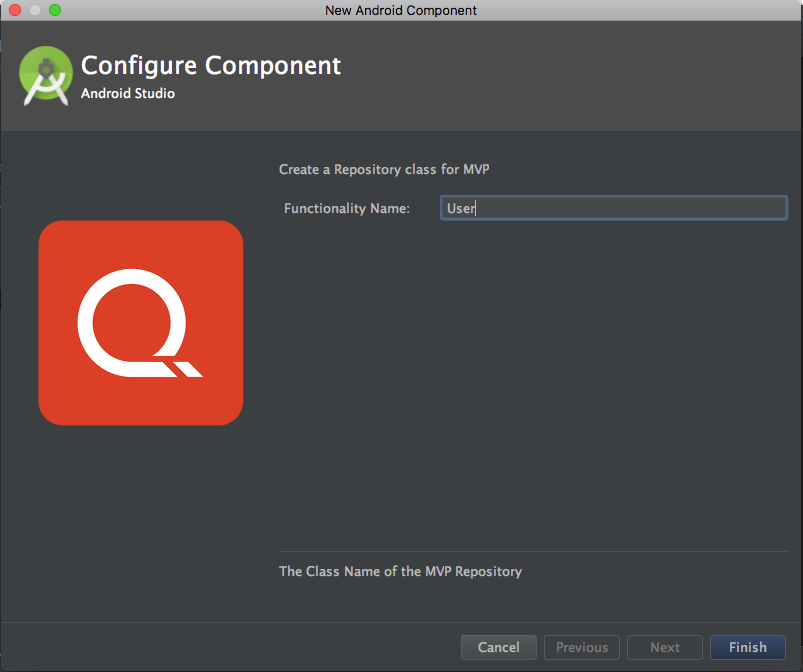 New Android Component
Configure Component
Android Studio
Create a Repository class for MVP
Functionality Name: User
The Class Name of the MVP Repository
Cancel Previous Next Finish